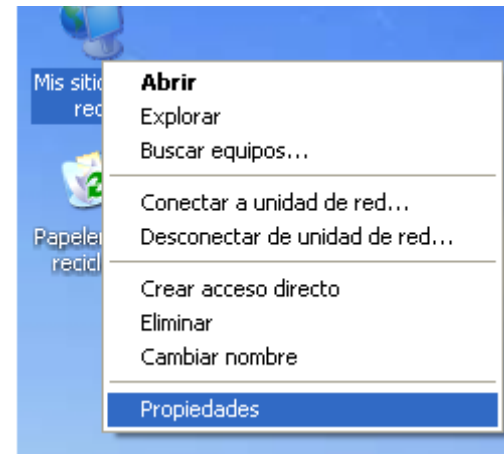 Mis sitio
red
Abrir
Explorar
Buscar equipos...
Conectar a unidad de red...
Desconectar de unidad de red...
Papeler
recicl
Crear acceso directo
Eliminar
Cambiar nombre
Propiedades